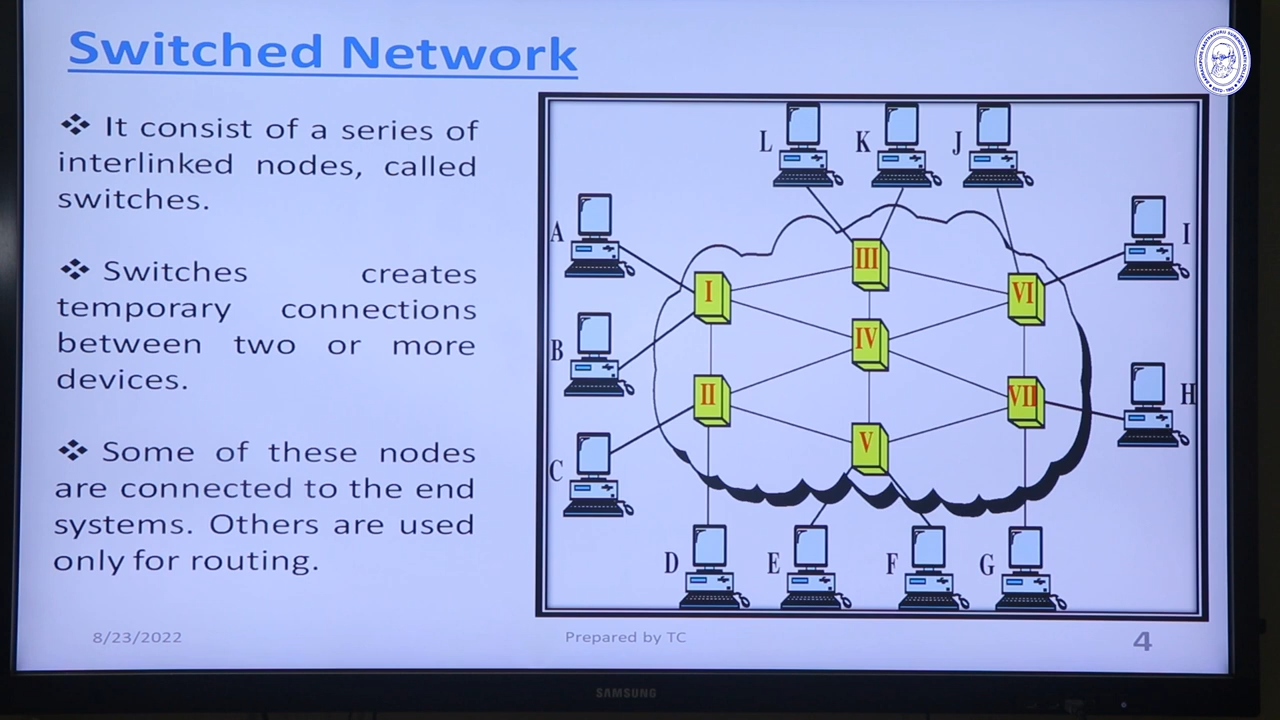 Switched Network
❖ It consist of a series of
interlinked nodes, called
switches.
❖ Switches creates
temporary connections
between two or more
devices.
❖ Some of these nodes
are connected to the end
systems. Others are used
only for routing.
L K J
A
I
III
I
VI
B
IV
II
VII
H
V
C
D E F G
8/23/2022
Prepared by TC
4
SAMSUNG